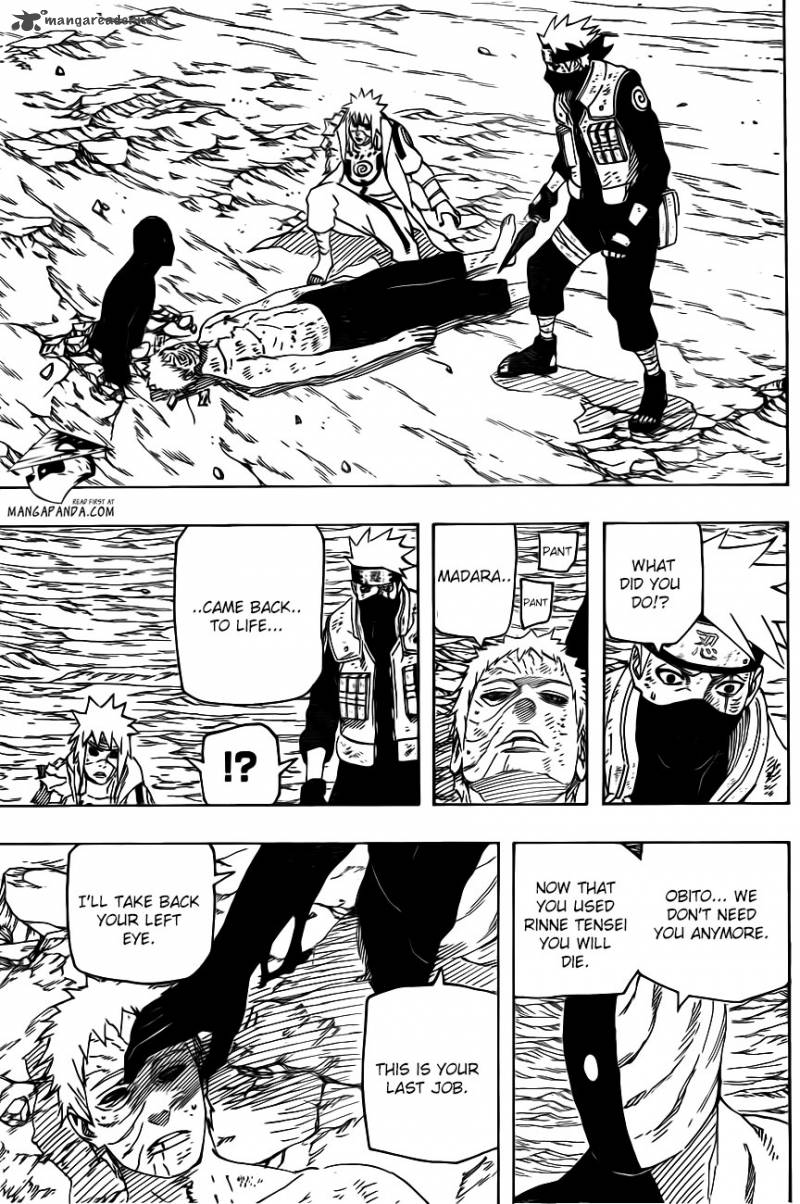 mangareader.net
READ FIRST AT
MANGAPANDA.COM
WHAT
DID YOU
DO!?
忍
PANT
PANT
MADARA..
..CAME BACK..
TO LIFE...
!?
OBITO... WE
DON'T NEED
YOU ANYMORE.
NOW THAT
YOU USED
RINNE TENSEI
YOU WILL
DIE.
I'LL TAKE BACK
YOUR LEFT
EYE.
THIS IS YOUR
LAST JOB.